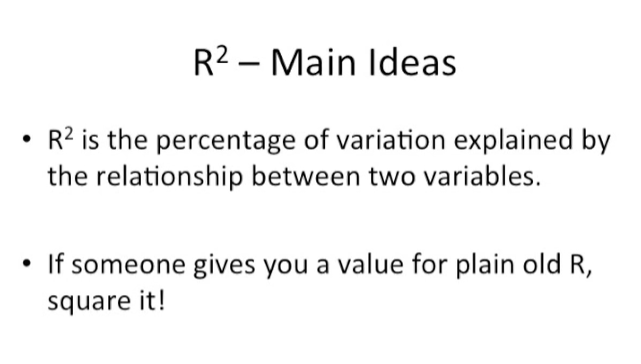 R² – Main Ideas
• R² is the percentage of variation explained by
the relationship between two variables.
• If someone gives you a value for plain old R,
square it!